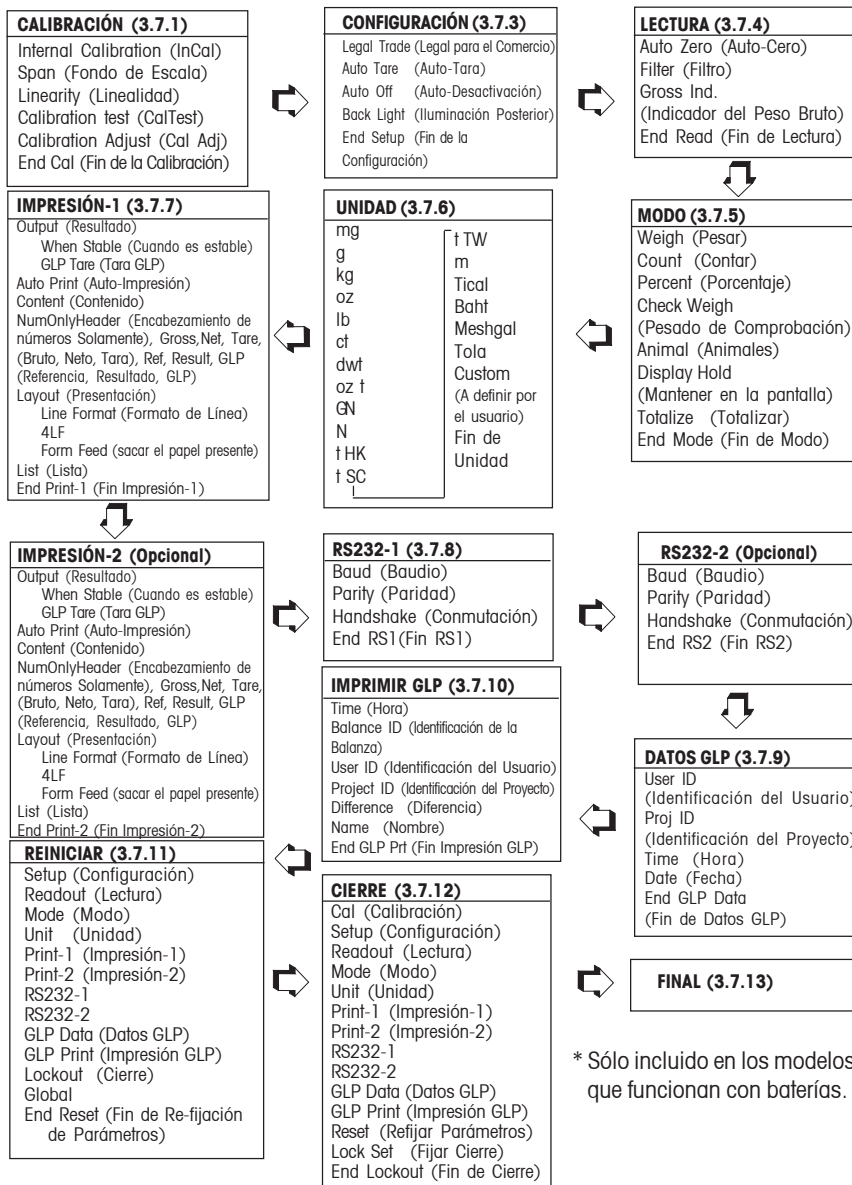 CALIBRACIÓN (3.7.1)
Internal Calibration (InCal)
Span (Fondo de Escala)
Linearity (Linealidad)
Calibration test (CalTest)
Calibration Adjust (Cal Adj)
End Cal (Fin de la Calibración)
CONFIGURACIÓN (3.7.3)
Legal Trade (Legal para el Comercio)
Auto Tare (Auto-Tara)
Auto Off (Auto-Desactivación)
Back Light (Iluminación Posterior)
End Setup (Fin de la
Configuración)
LECTURA (3.7.4)
Auto Zero (Auto-Cero)
Filter (Filtro)
Gross Ind.
(Indicador del Peso Bruto)
End Read (Fin de Lectura)
MODO (3.7.5)
Weigh (Pesar)
Count (Contar)
Percent (Porcentaje)
Check Weigh
(Pesado de Comprobación)
Animal (Animales)
Display Hold
(Mantener en la pantalla)
Totalize (Totalizar)
End Mode (Fin de Modo)
UNIDAD (3.7.6)
mg
g
kg
oz
lb
ct
dwt
oz t
GN
N
t HK
t SC
t TW
m
Tical
Baht
Meshgal
Tola
Custom
(A definir por
el usuario)
Fin de
Unidad
IMPRESIÓN-1 (3.7.7)
Output (Resultado)
When Stable (Cuando es estable)
GLP Tare (Tara GLP)
Auto Print (Auto-Impresión)
Content (Contenido)
NumOnlyHeader (Encabezamiento de
números Solamente), Gross,Net, Tare,
(Bruto, Neto, Tara), Ref, Result, GLP
(Referencia, Resultado, GLP)
Layout (Presentación)
Line Format (Formato de Línea)
4LF
Form Feed (sacar el papel presente)
List (Lista)
End Print-1 (Fin Impresión-1)
IMPRESIÓN-2 (Opcional)
Output (Resultado)
When Stable (Cuando es estable)
GLP Tare (Tara GLP)
Auto Print (Auto-Impresión)
Content (Contenido)
NumOnlyHeader (Encabezamiento de
números Solamente), Gross,Net, Tare,
(Bruto, Neto, Tara), Ref, Result, GLP
(Referencia, Resultado, GLP)
Layout (Presentación)
Line Format (Formato de Línea)
4LF
Form Feed (sacar el papel presente)
List (Lista)
End Print-2 (Fin Impresión-2)
RS232-1 (3.7.8)
Baud (Baudio)
Parity (Paridad)
Handshake (Conmutación)
End RS1(Fin RS1)
RS232-2 (Opcional)
Baud (Baudio)
Parity (Paridad)
Handshake (Conmutación)
End RS2 (Fin RS2)
DATOS GLP (3.7.9)
User ID
(Identificación del Usuario)
Proj ID
(Identificación del Proyecto)
Time (Hora)
Date (Fecha)
End GLP Data
(Fin de Datos GLP)
IMPRIMIR GLP (3.7.10)
Time (Hora)
Balance ID (Identificación de la
Balanza)
User ID (Identificación del Usuario)
Project ID (Identificación del Proyecto)
Difference (Diferencia)
Name (Nombre)
End GLP Prt (Fin Impresión GLP)
REINICIAR (3.7.11)
Setup (Configuración)
Readout (Lectura)
Mode (Modo)
Unit (Unidad)
Print-1 (Impresión-1)
Print-2 (Impresión-2)
RS232-1
RS232-2
GLP Data (Datos GLP)
GLP Print (Impresión GLP)
Lockout (Cierre)
Global
End Reset (Fin de Re-fijación
de Parámetros)
CIERRE (3.7.12)
Cal (Calibración)
Setup (Configuración)
Readout (Lectura)
Mode (Modo)
Unit (Unidad)
Print-1 (Impresión-1)
Print-2 (Impresión-2)
RS232-1
RS232-2
GLP Data (Datos GLP)
GLP Print (Impresión GLP)
Reset (Refijar Parámetros)
Lock Set (Fijar Cierre)
End Lockout (Fin de Cierre)
FINAL (3.7.13)
* Sólo incluido en los modelos
que funcionan con baterías.